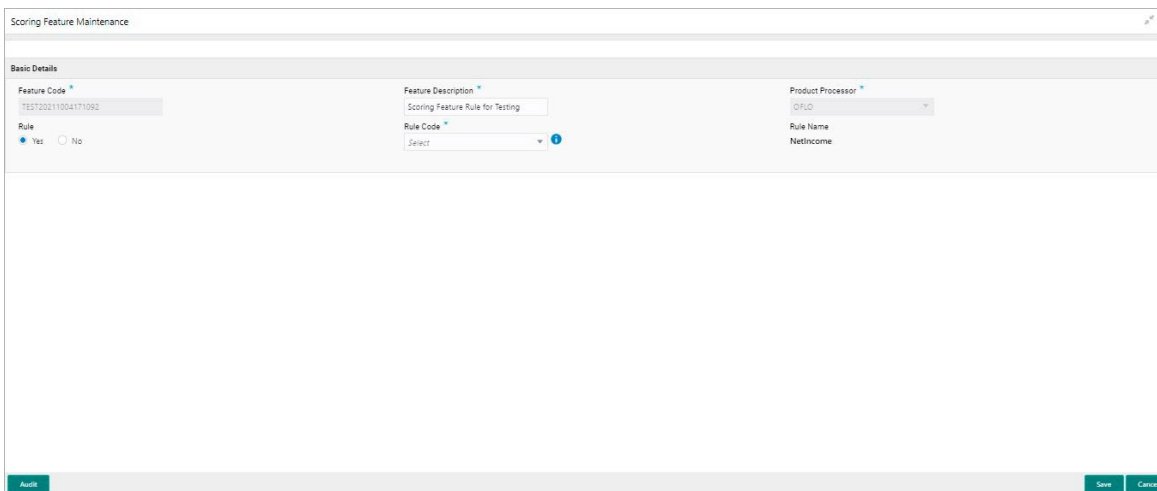 Scoring Feature Maintenance
Basic Details
Feature Code * Feature Description * Product Processor *
TEST20211004171092 Scoring Feature Rule for Testing OFLO
Rule Rule Code * Rule Name
Yes No Select NetIncome
Audit Save Cance